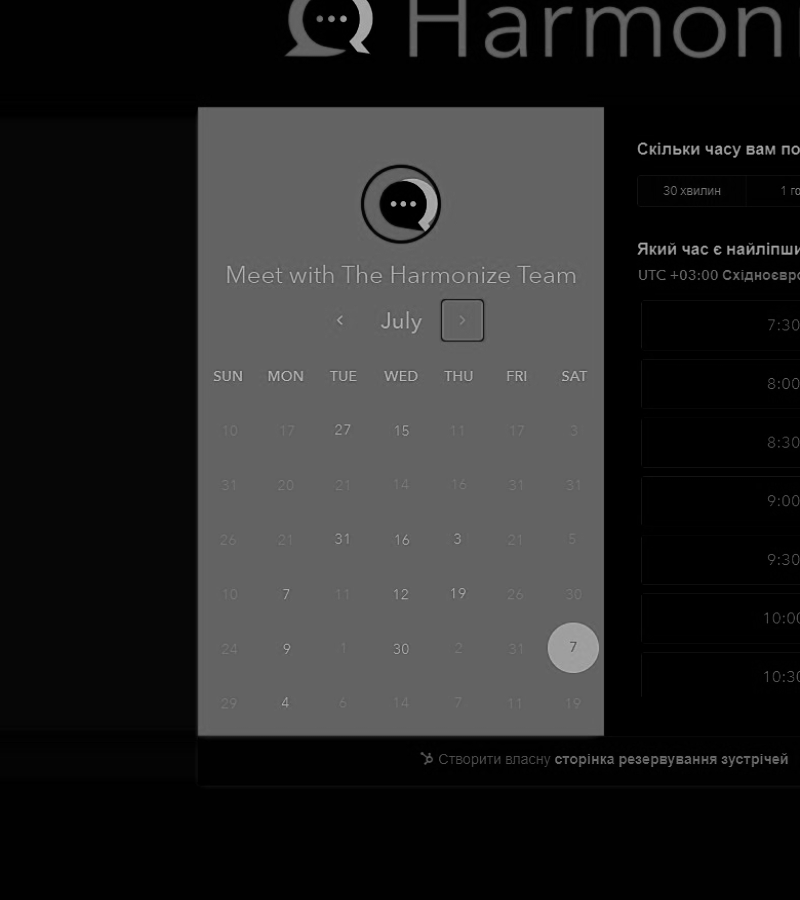 Harmoni
Meet with The Harmonize Team
July
SUN MON TUE WED THU FRI SAT
10 17 27 15 11 17 3
31 20 21 14 16 31 31
26 21 31 16 3 21 5
10 7 11 12 19 26 30
24 9 1 30 2 31 7
29 4 6 14 7 11 19
Скільки часу вам по
30 хвилин 1 го
Який час є найліпши
UTC +03:00 Східноєвро
7:30
8:00
8:30
9:00
9:30
10:00
10:30
Створити власну сторінка резервування зустрічей